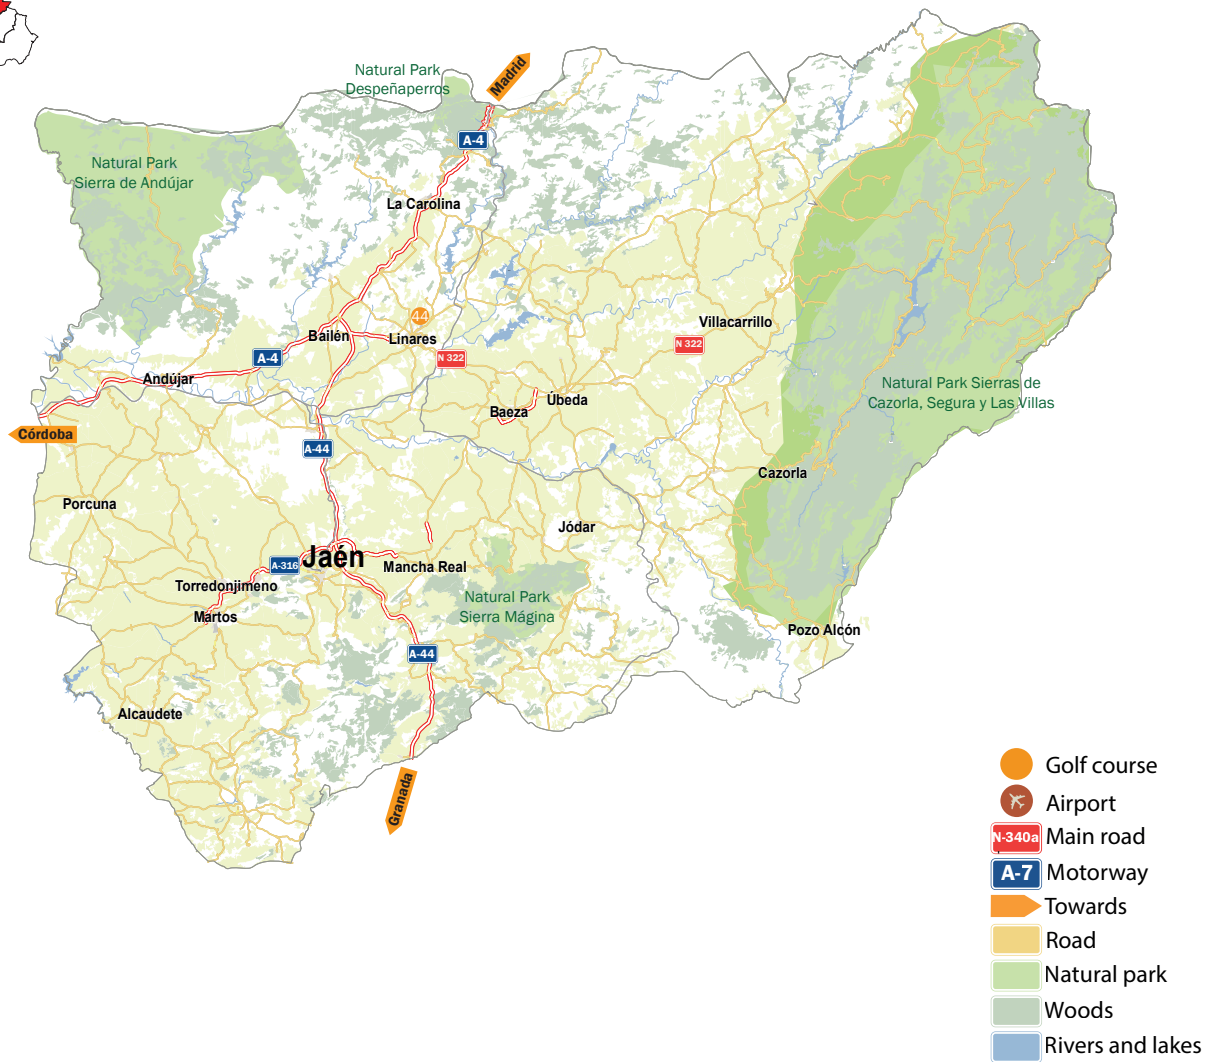 Madrid
Natural Park
Despeñaperros
A-4
Natural Park
Sierra de Andújar
La Carolina
44
Bailén
Linares
Villacarrillo
N 322
N 322
A-4
Andújar
Natural Park Sierras de
Cazorla, Segura y Las Villas
Úbeda
Baeza
Córdoba
A-44
Cazorla
Porcuna
Jódar
Jaén
A-316
Mancha Real
Torredonjimeno
Martos
Natural Park
Sierra Mágina
Pozo Alcón
A-44
Alcaudete
Granada
Golf course
Airport
N-340a Main road
A-7 Motorway
Towards
Road
Natural park
Woods
Rivers and lakes